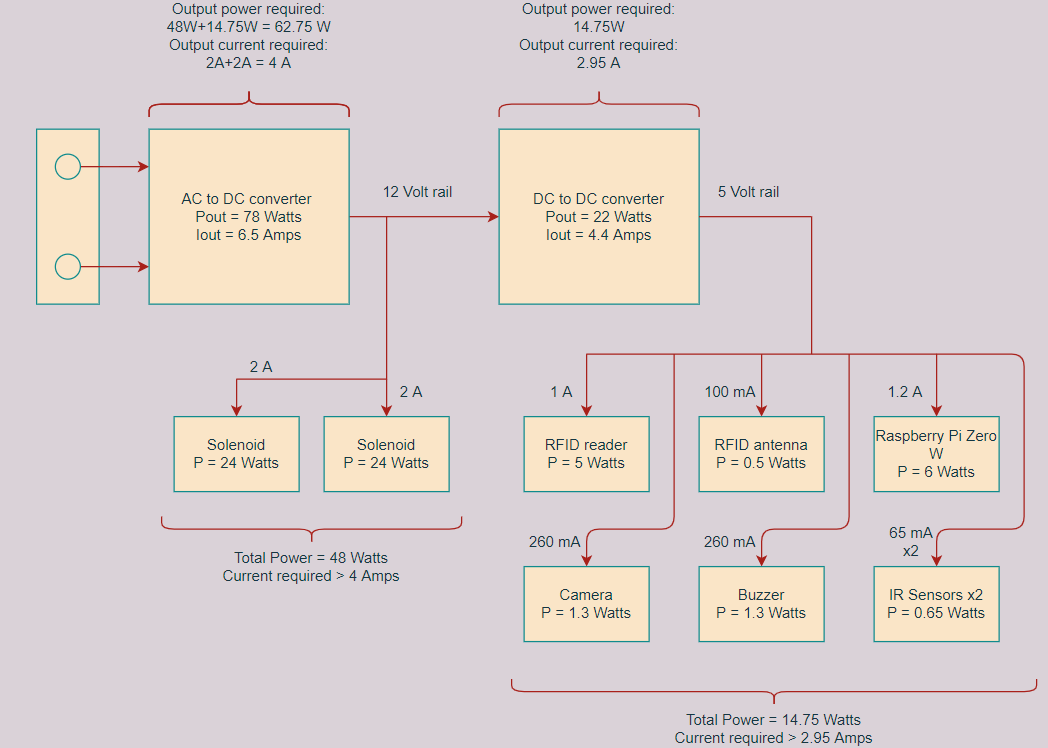 Output power required:
48W+14.75W = 62.75 W
Output current required:
2A+2A = 4 A
Output power required:
14.75W
Output current required:
2.95 A
AC to DC converter
Pout = 78 Watts
Iout = 6.5 Amps
12 Volt rail
DC to DC converter
Pout = 22 Watts
Iout = 4.4 Amps
5 Volt rail
2 A
2 A
Solenoid
P = 24 Watts
Solenoid
P = 24 Watts
Total Power = 48 Watts
Current required > 4 Amps
1 A
100 mA
1.2 A
RFID reader
P = 5 Watts
RFID antenna
P = 0.5 Watts
Raspberry Pi Zero
W
P = 6 Watts
260 mA
260 mA
65 mA
x2
Camera
P = 1.3 Watts
Buzzer
P = 1.3 Watts
IR Sensors x2
P = 0.65 Watts
Total Power = 14.75 Watts
Current required > 2.95 Amps